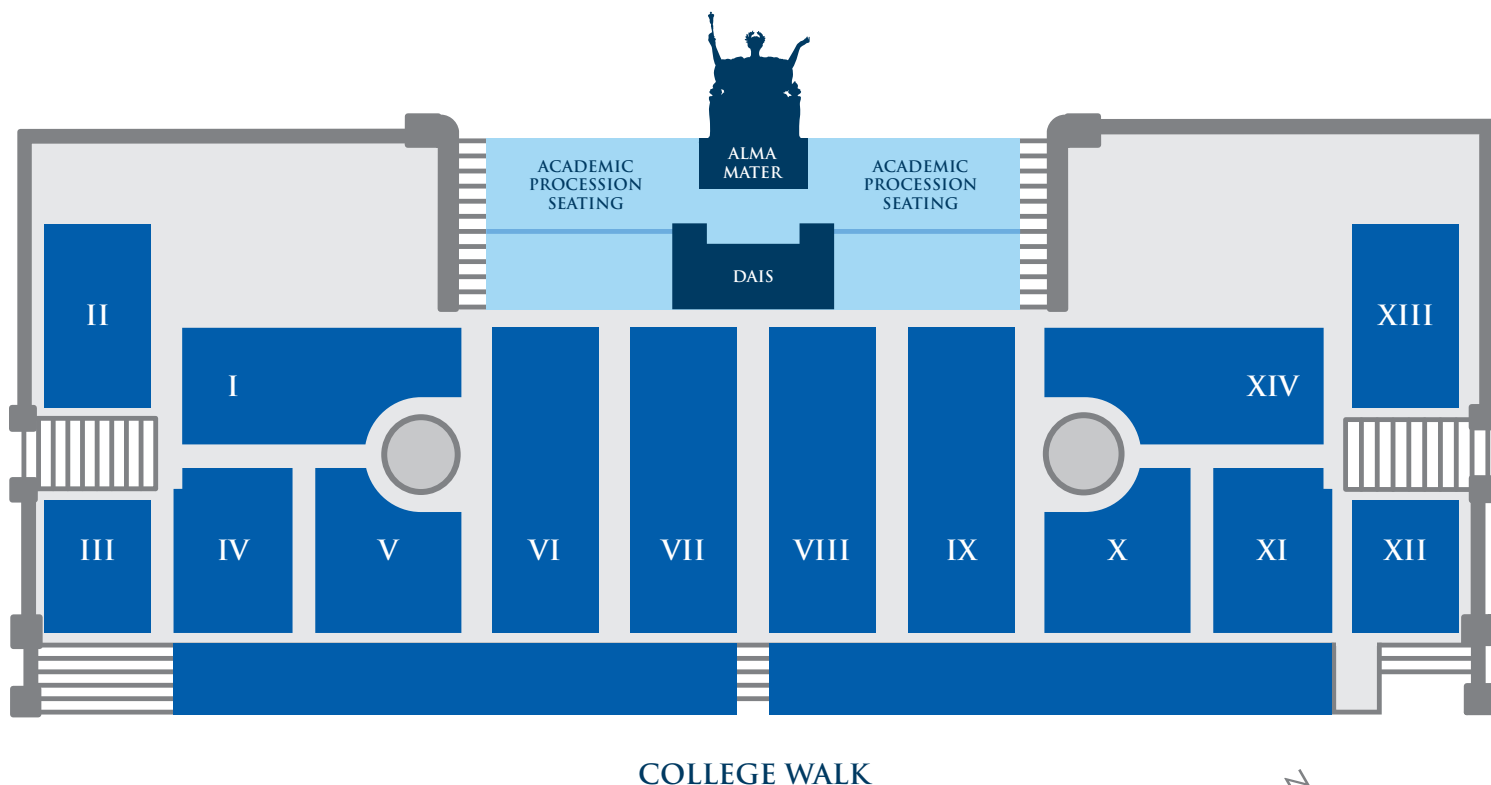 ALMA
MATER
ACADEMIC
PROCESSION
SEATING
ACADEMIC
PROCESSION
SEATING
DAIS
II
XIII
I
XIV
III
IV
V
VI
VII
VIII
IX
X
XI
XII
COLLEGE WALK
N